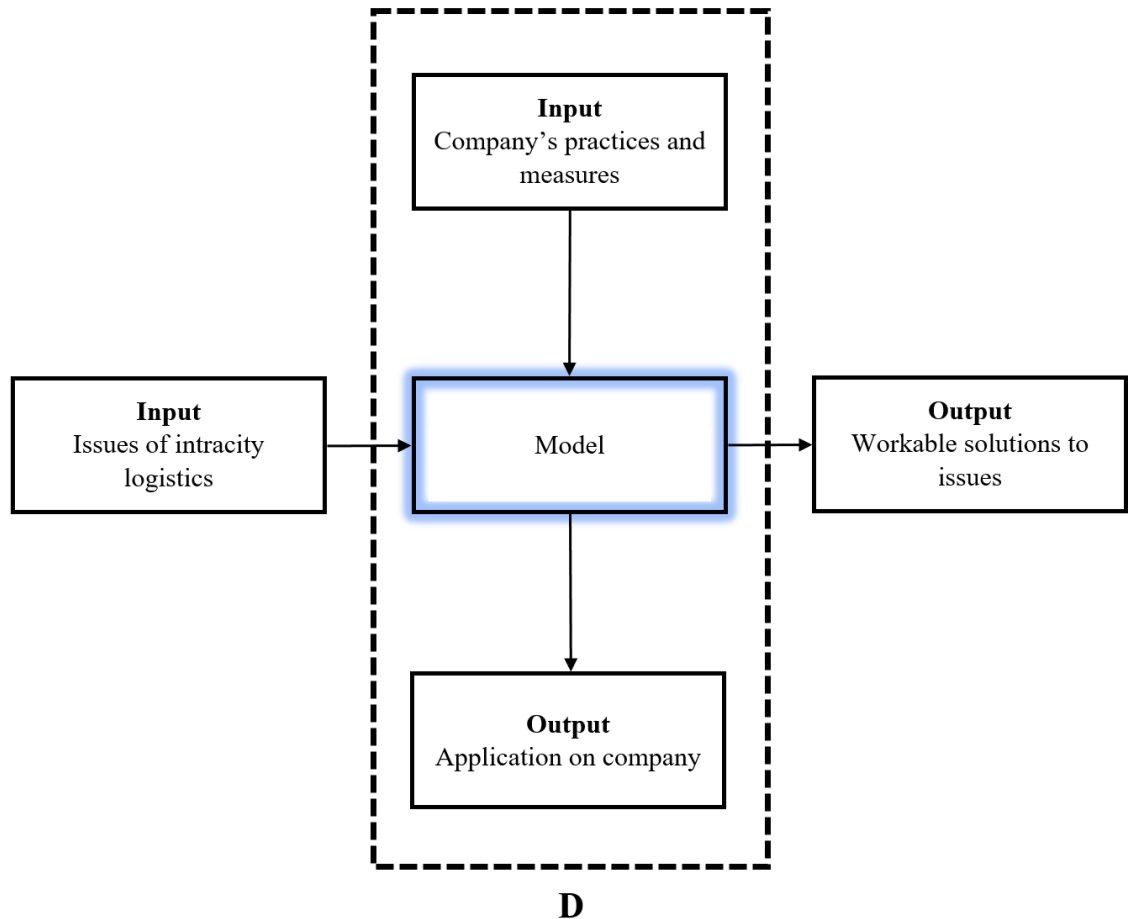 Input
Company’s practices and
measures
Input
Issues of intracity
logistics
Model
Output
Workable solutions to
issues
Output
Application on company
D